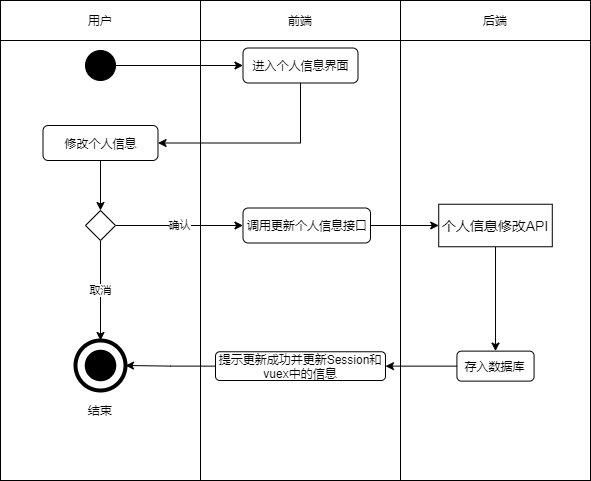 用户
前端
后端
进入个人信息界面
修改个人信息
确认
调用更新个人信息接口
个人信息修改API
取消
提示更新成功并更新Session和
vuex中的信息
存入数据库
结束